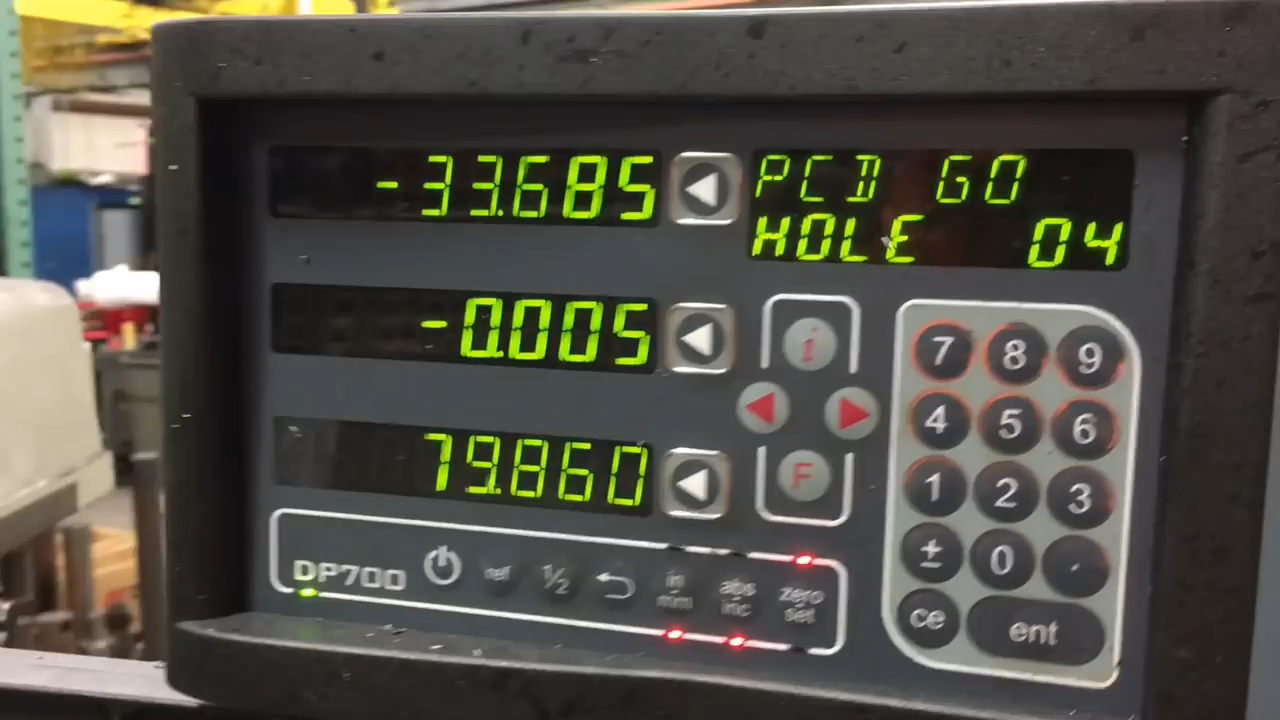 -33.685
PCD GO
HOLE 04
-0.005
79.860
i
F
7 8 9
4 5 6
1 2 3
± 0 .
ce ent
DP700
ref
½
in
mm
abs
inc
zero
set